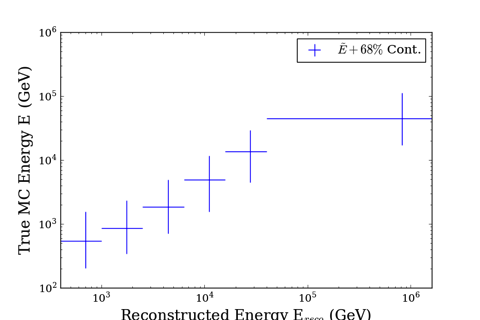 10^6
Ē + 68% Cont.
10^5
True MC Energy E (GeV)
10^4
10^3
10^2
10^3 10^4 10^5 10^6
Reconstructed Energy E_reco (GeV)